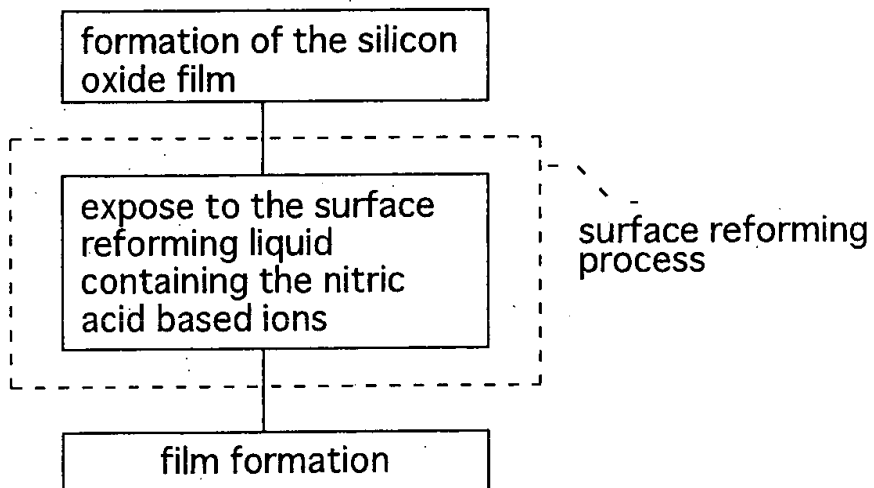 formation of the silicon
oxide film
expose to the surface
reforming liquid
containing the nitric
acid based ions
surface reforming
process
film formation